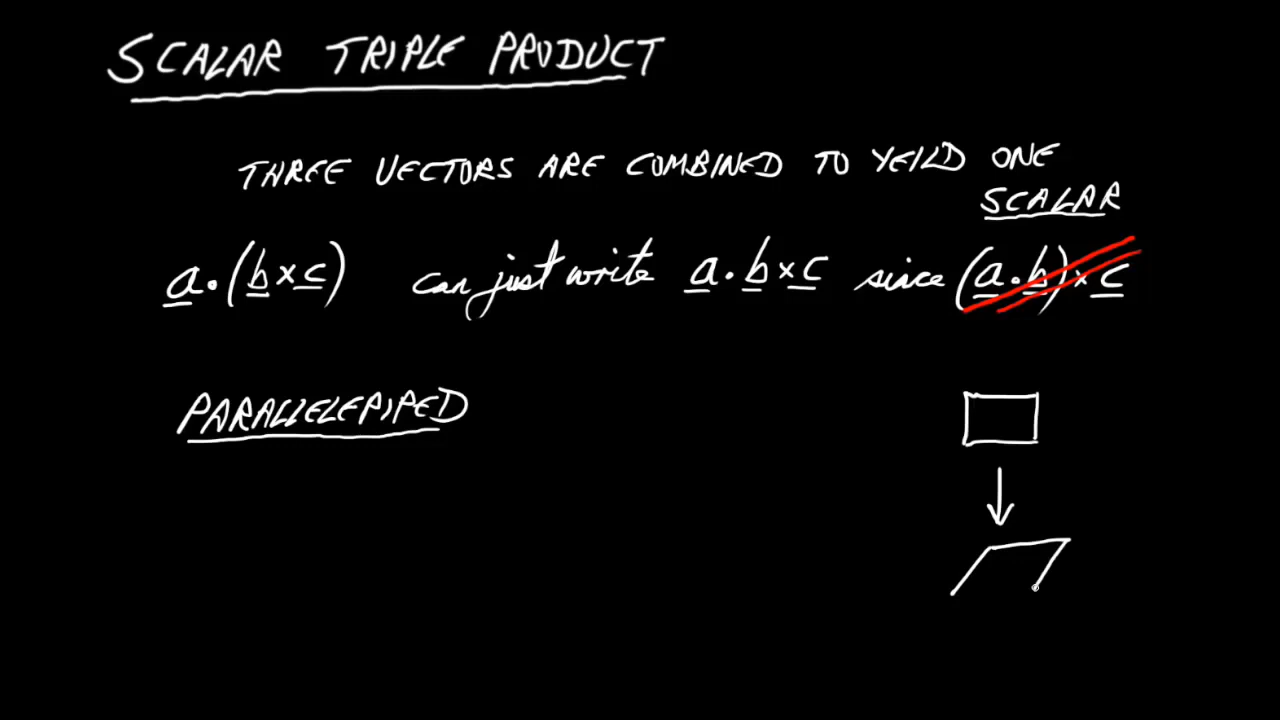 SCALAR TRIPLE PRODUCT
THREE VECTORS ARE COMBINED TO YEILD ONE
SCALAR
a·(b×c) can just write a·b×c since (a·b)×c
PARALLELEPIPED